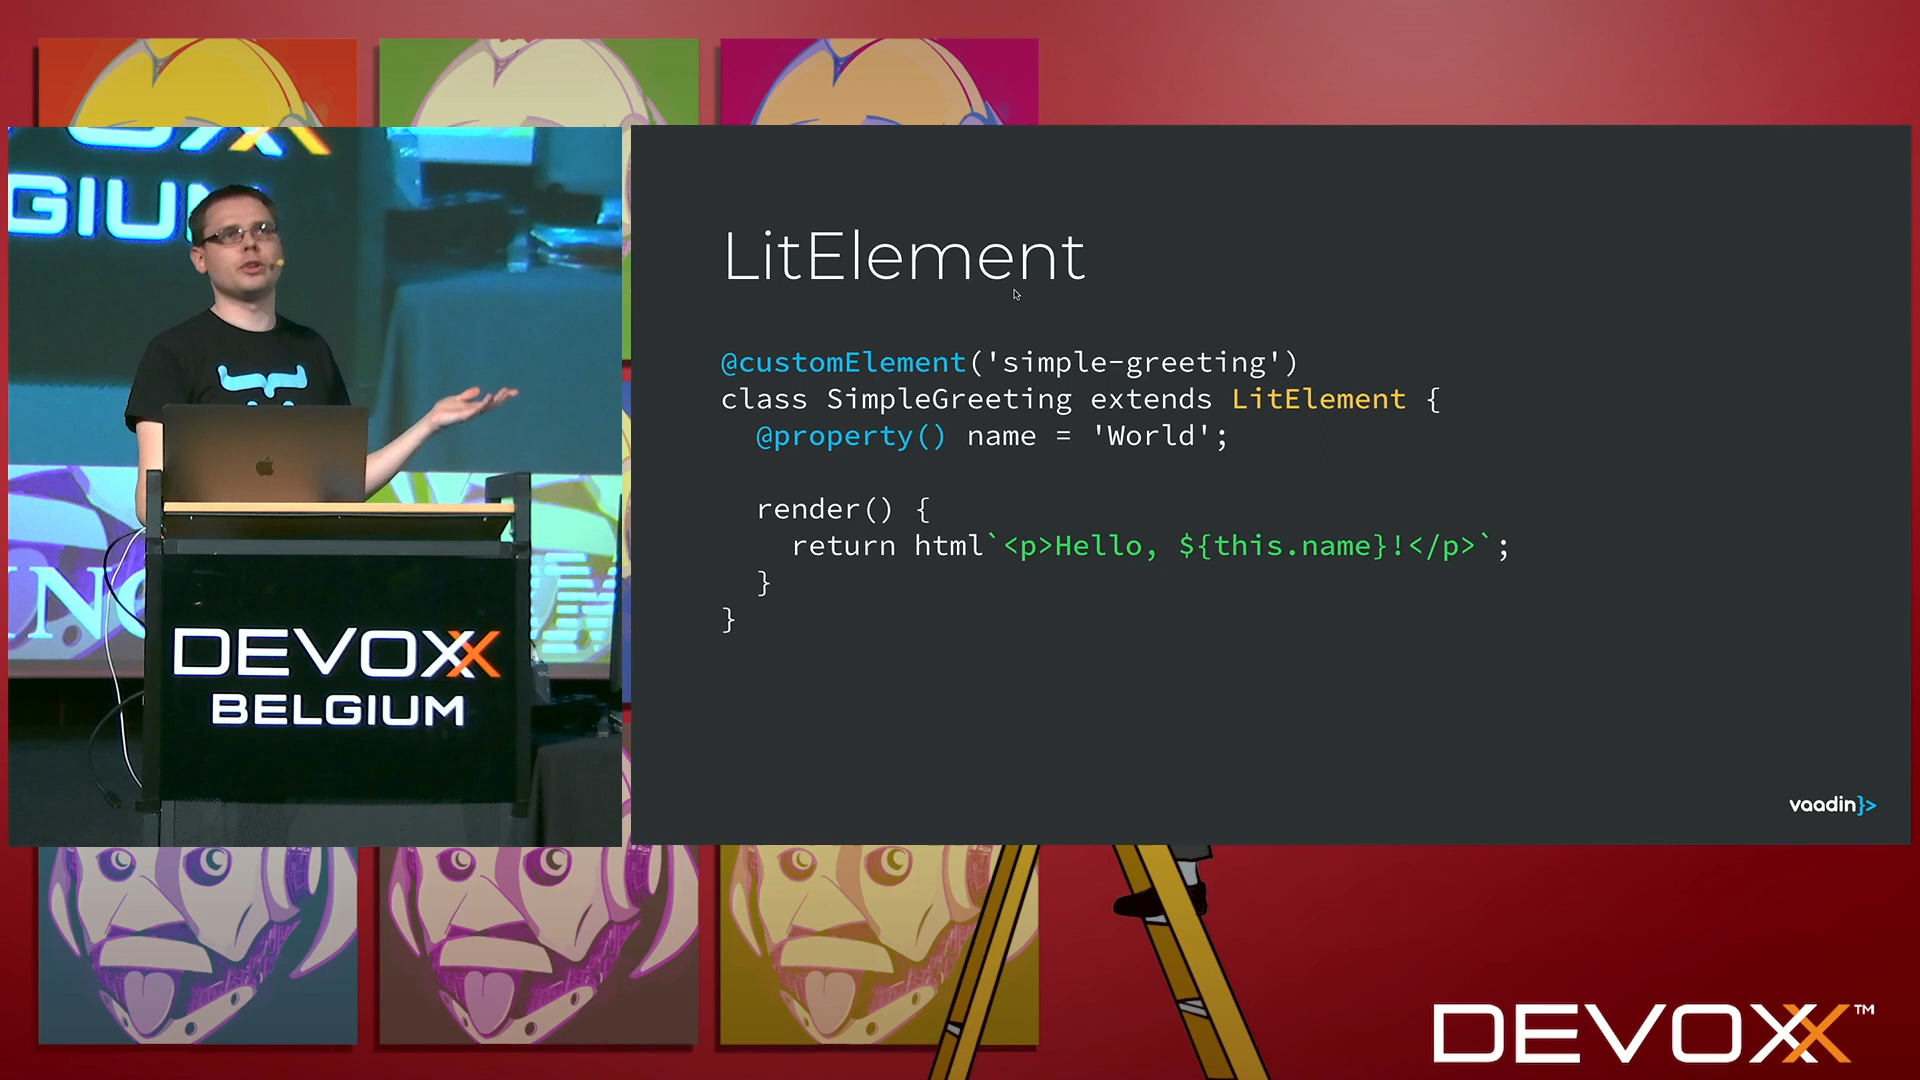 GIUM
DEVOXX
BELGIUM
LitElement
@customElement('simple-greeting')
class SimpleGreeting extends LitElement {
@property() name = 'World';
render() {
return html`<p>Hello, ${this.name}!</p>`;
}
}
vaadin}>
DEVOXX™